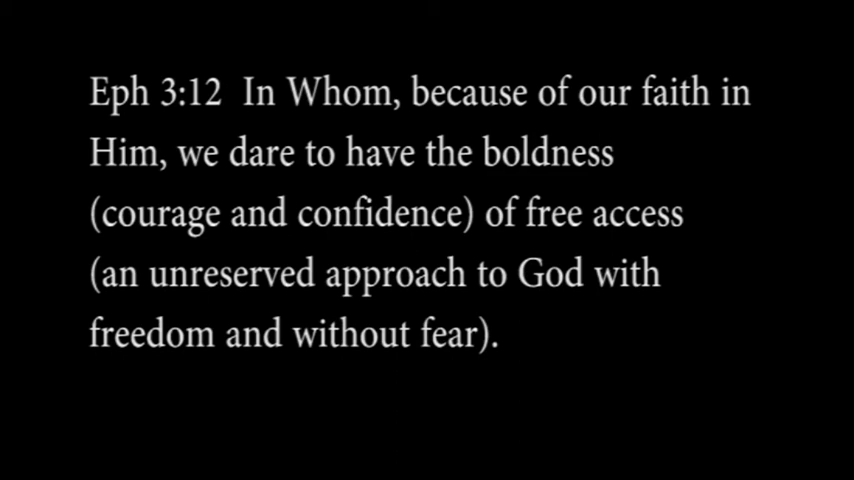 Eph 3:12  In Whom, because of our faith in
Him, we dare to have the boldness
(courage and confidence) of free access
(an unreserved approach to God with
freedom and without fear).